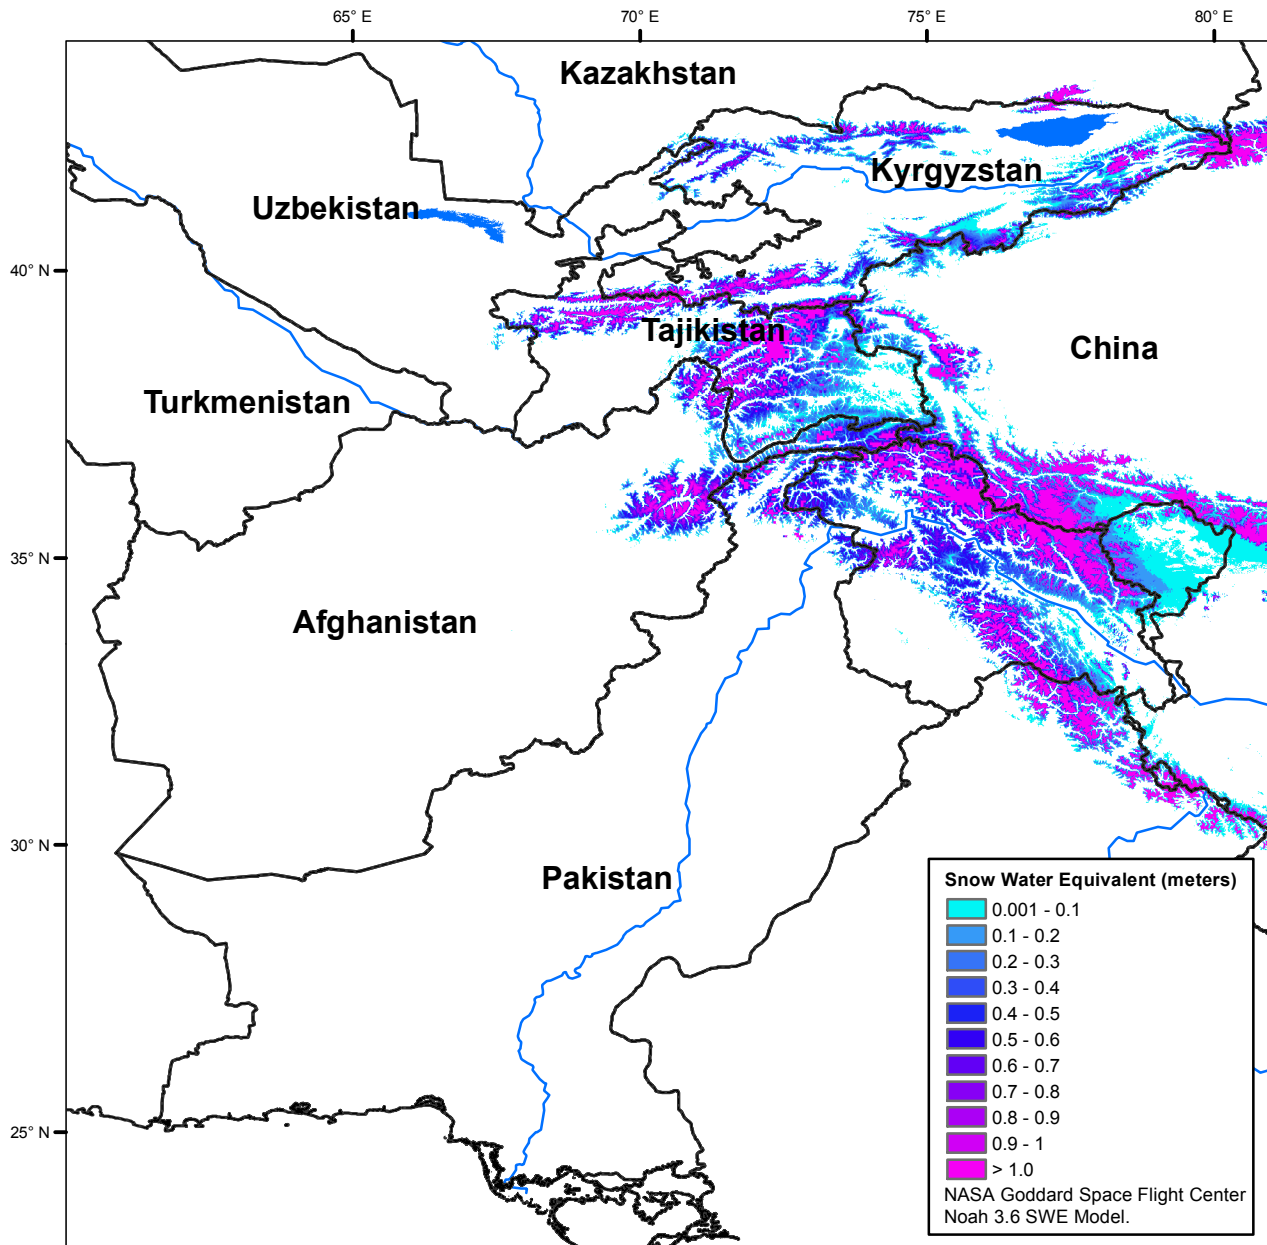 65° E
70° E
75° E
80° E
Kazakhstan
Kyrgyzstan
Uzbekistan
40° N
Tajikistan
China
Turkmenistan
35° N
Afghanistan
30° N
Pakistan
25° N
Snow Water Equivalent (meters)
0.001 - 0.1
0.1 - 0.2
0.2 - 0.3
0.3 - 0.4
0.4 - 0.5
0.5 - 0.6
0.6 - 0.7
0.7 - 0.8
0.8 - 0.9
0.9 - 1
> 1.0
NASA Goddard Space Flight Center
Noah 3.6 SWE Model.